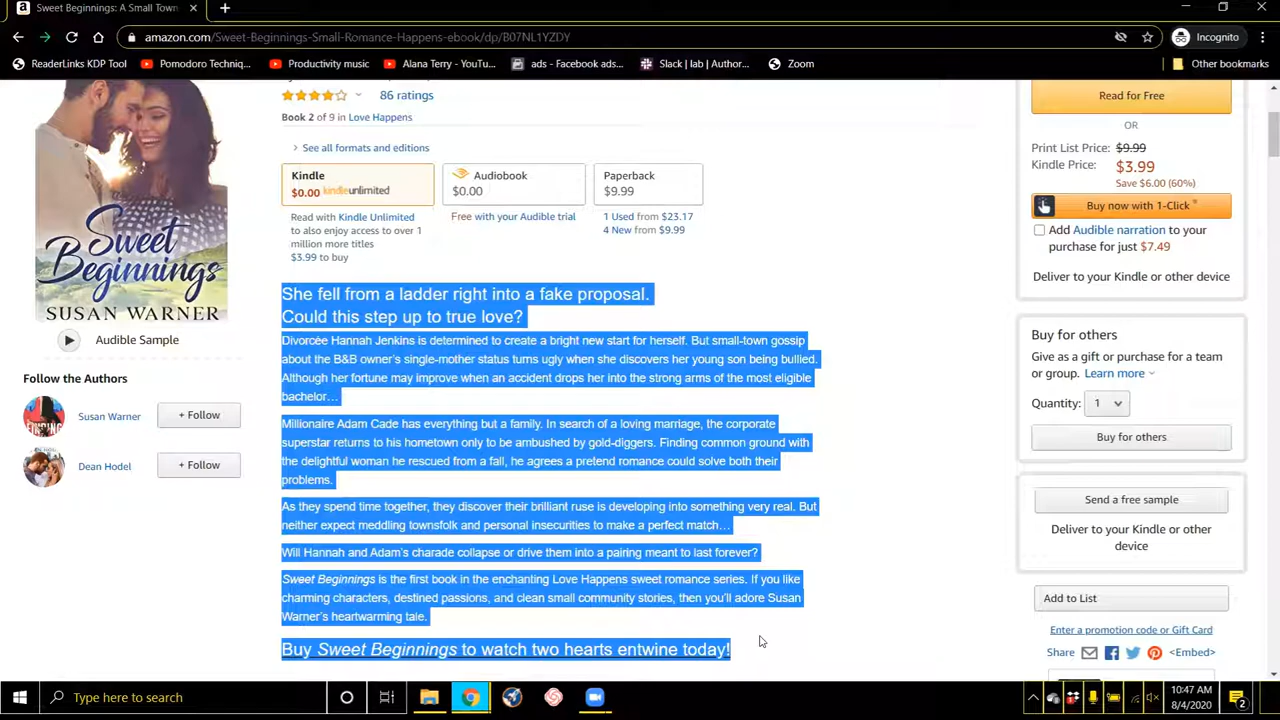 Sweet Beginnings: A Small Town
amazon.com/Sweet-Beginnings-Small-Romance-Happens-ebook/dp/B07NL1YZDY
Incognito
ReaderLinks KDP Tool
Pomodoro Techniq...
Productivity music
Alana Terry - YouTu...
ads - Facebook ads...
Slack | lab | Author...
Zoom
Other bookmarks
Sweet
Beginnings
SUSAN WARNER
Audible Sample
Follow the Authors
Susan Warner
+ Follow
Dean Hodel
+ Follow
86 ratings
Book 2 of 9 in Love Happens
See all formats and editions
Kindle
$0.00 kindleunlimited
Audiobook
$0.00
Paperback
$9.99
Read with Kindle Unlimited
to also enjoy access to over 1
million more titles
$3.99 to buy
Free with your Audible trial
1 Used from $23.17
4 New from $9.99
She fell from a ladder right into a fake proposal.
Could this step up to true love?
Divorcée Hannah Jenkins is determined to create a bright new start for herself. But small-town gossip
about the B&B owner's single-mother status turns ugly when she discovers her young son being bullied.
Although her fortune may improve when an accident drops her into the strong arms of the most eligible
bachelor…
Millionaire Adam Cade has everything but a family. In search of a loving marriage, the corporate
superstar returns to his hometown only to be ambushed by gold-diggers. Finding common ground with
the delightful woman he rescued from a fall, he agrees a pretend romance could solve both their
problems.
As they spend time together, they discover their brilliant ruse is developing into something very real. But
neither expect meddling townsfolk and personal insecurities to make a perfect match…
Will Hannah and Adam's charade collapse or drive them into a pairing meant to last forever?
Sweet Beginnings is the first book in the enchanting Love Happens sweet romance series. If you like
charming characters, destined passions, and clean small community stories, then you'll adore Susan
Warner's heartwarming tale.
Buy Sweet Beginnings to watch two hearts entwine today!
Read for Free
OR
Print List Price: $9.99
Kindle Price: $3.99
Save $6.00 (60%)
Buy now with 1-Click ®
Add Audible narration to your
purchase for just $7.49
Deliver to your Kindle or other device
Buy for others
Give as a gift or purchase for a team
or group. Learn more
Quantity: 1
Buy for others
Send a free sample
Deliver to your Kindle or other
device
Add to List
Enter a promotion code or Gift Card
Share <Embed>
Type here to search
10:47 AM
8/4/2020
2